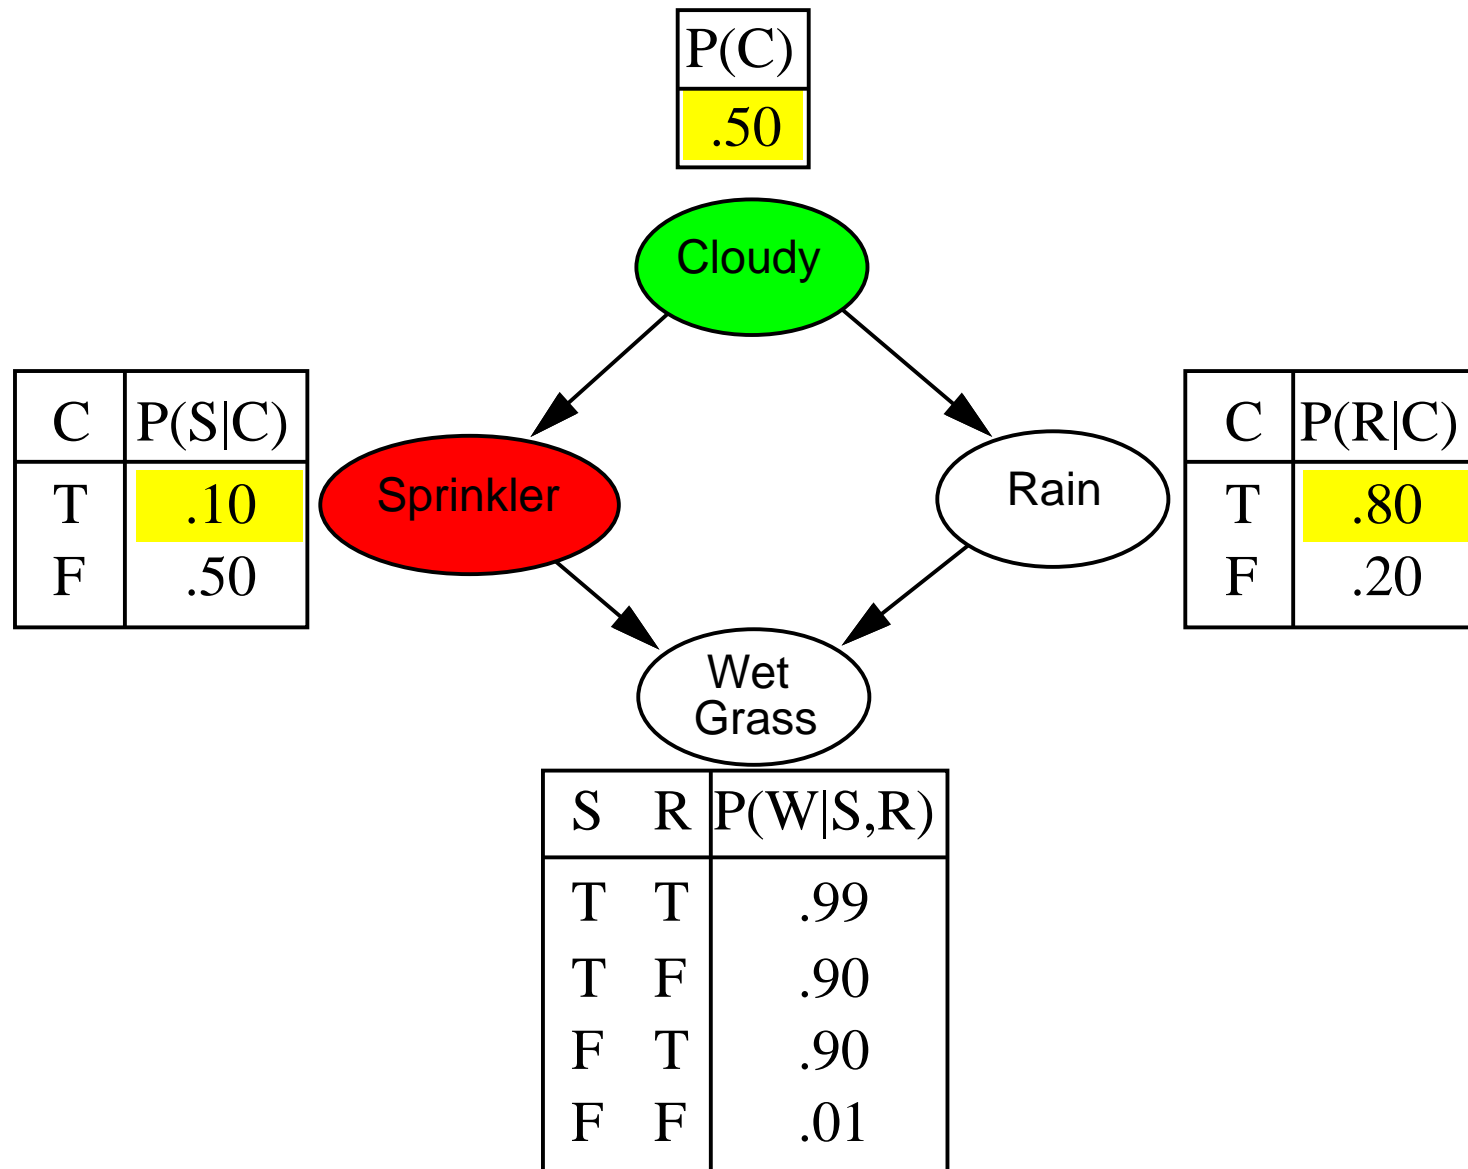 P(C)
.50
Cloudy
C P(S|C)
T .10
F .50
Sprinkler
Rain
C P(R|C)
T .80
F .20
Wet
Grass
S R P(W|S,R)
T T .99
T F .90
F T .90
F F .01